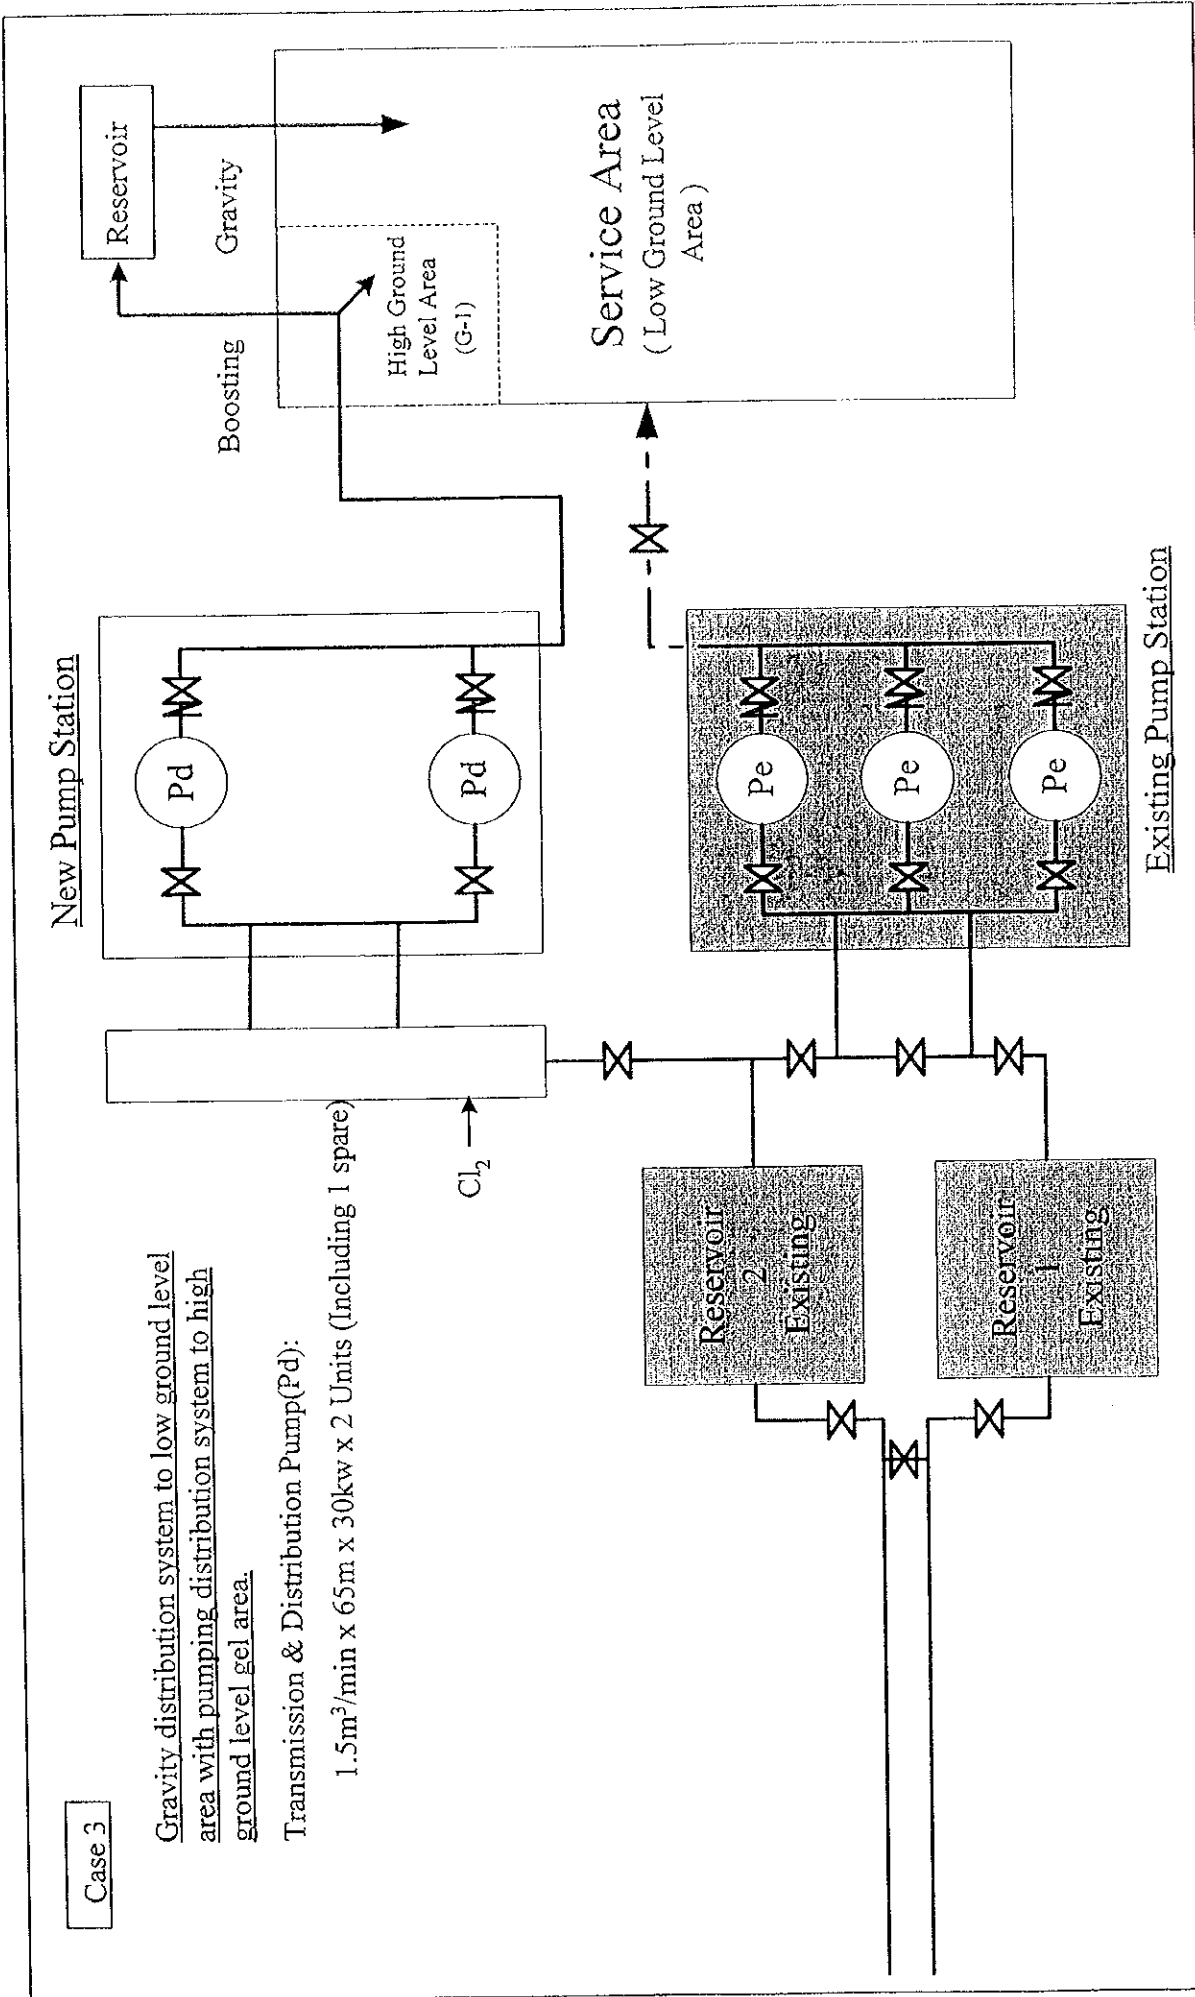 Case 3
Gravity distribution system to low ground level
area with pumping distribution system to high
ground level gel area.
Transmission & Distribution Pump(Pd):
1.5m³/min x 65m x 30kw x 2 Units (Including 1 spare)
Cl₂
New Pump Station
Pd
Pd
Boosting
Gravity
Reservoir
High Ground
Level Area
(G-1)
Service Area
( Low Ground Level
Area )
Reservoir
2
Existing
Reservoir
1
Existing
Pe
Pe
Pe
Existing Pump Station